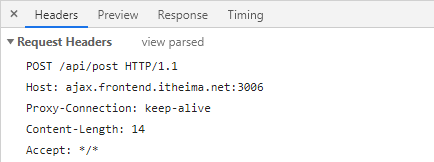 × Headers Preview Response Timing
▼ Request Headers view parsed
POST /api/post HTTP/1.1
Host: ajax.frontend.itheima.net:3006
Proxy-Connection: keep-alive
Content-Length: 14
Accept: */*